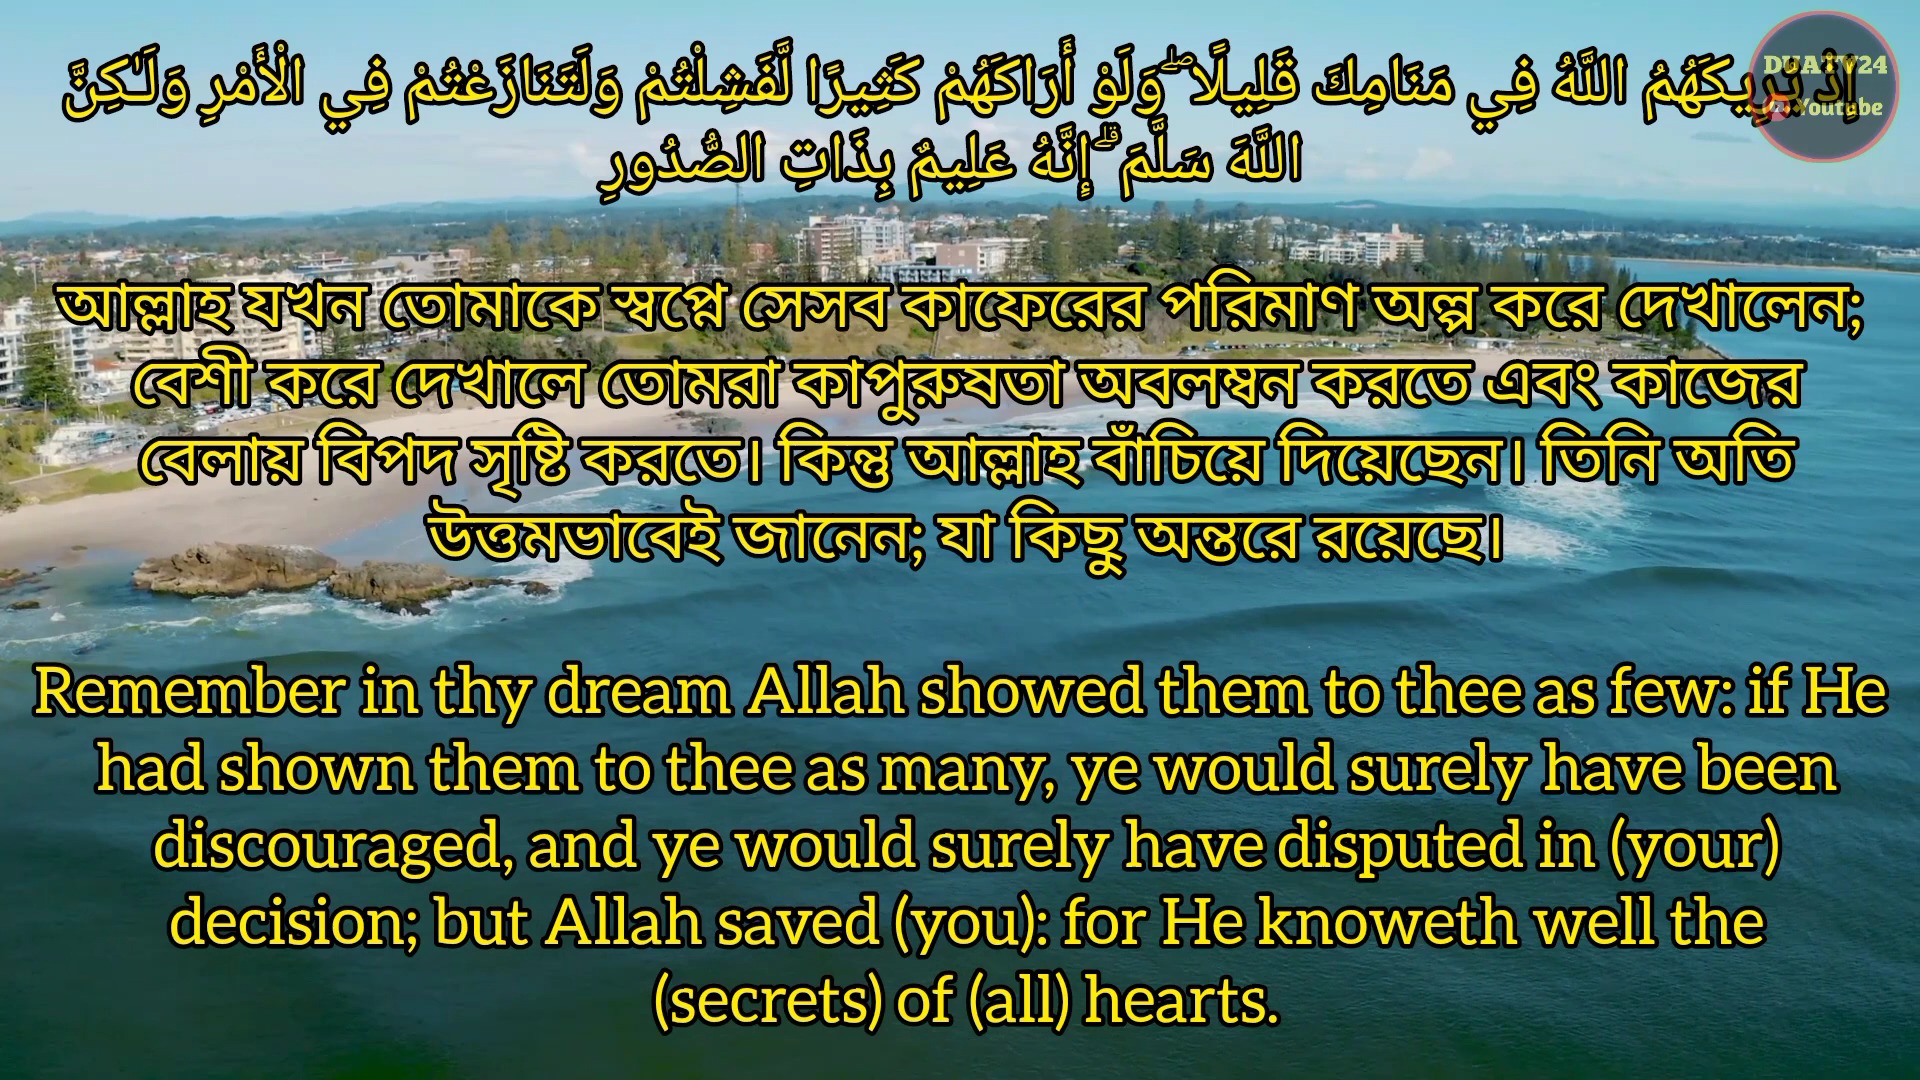 إِذْ يُرِيكَهُمُ اللَّهُ فِي مَنَامِكَ قَلِيلًا ۖ وَلَوْ أَرَاكَهُمْ كَثِيرًا لَّفَشِلْتُمْ وَلَتَنَازَعْتُمْ فِي الْأَمْرِ وَلَـٰكِنَّ
اللَّهَ سَلَّمَ ۗ إِنَّهُ عَلِيمٌ بِذَاتِ الصُّدُورِ
DUATV24
Youtube
আল্লাহ যখন তোমাকে স্বপ্নে সেসব কাফেরের পরিমাণ অল্প করে দেখালেন;
বেশী করে দেখালে তোমরা কাপুরুষতা অবলম্বন করতে এবং কাজের
বেলায় বিপদ সৃষ্টি করতে। কিন্তু আল্লাহ বাঁচিয়ে দিয়েছেন। তিনি অতি
উত্তমভাবেই জানেন; যা কিছু অন্তরে রয়েছে।
Remember in thy dream Allah showed them to thee as few: if He
had shown them to thee as many, ye would surely have been
discouraged, and ye would surely have disputed in (your)
decision; but Allah saved (you): for He knoweth well the
(secrets) of (all) hearts.